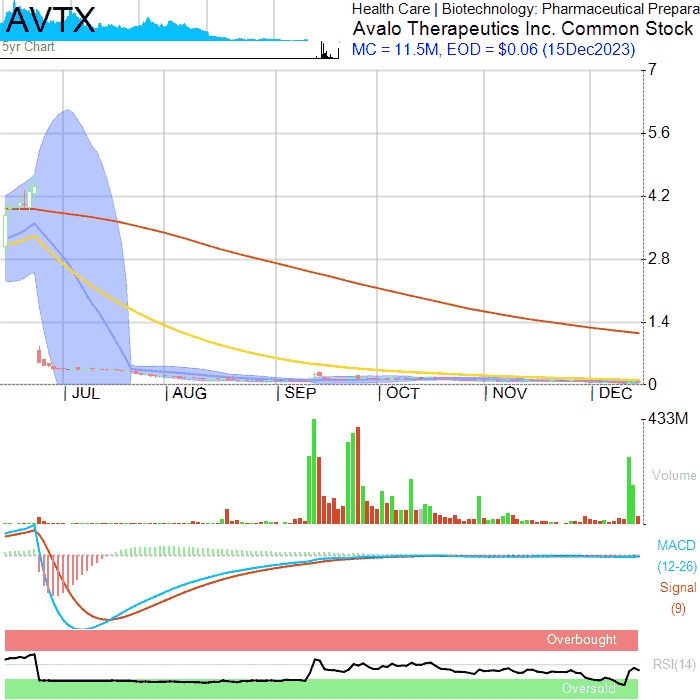 AVTX
5yr Chart
Health Care | Biotechnology: Pharmaceutical Prepara
Avalo Therapeutics Inc. Common Stock
MC = 11.5M, EOD = $0.06 (15Dec2023)
7
5.6
4.2
2.8
1.4
0
JUL
AUG
SEP
OCT
NOV
DEC
433M
Volume
MACD
(12-26)
Signal
(9)
Overbought
RSI(14)
Oversold